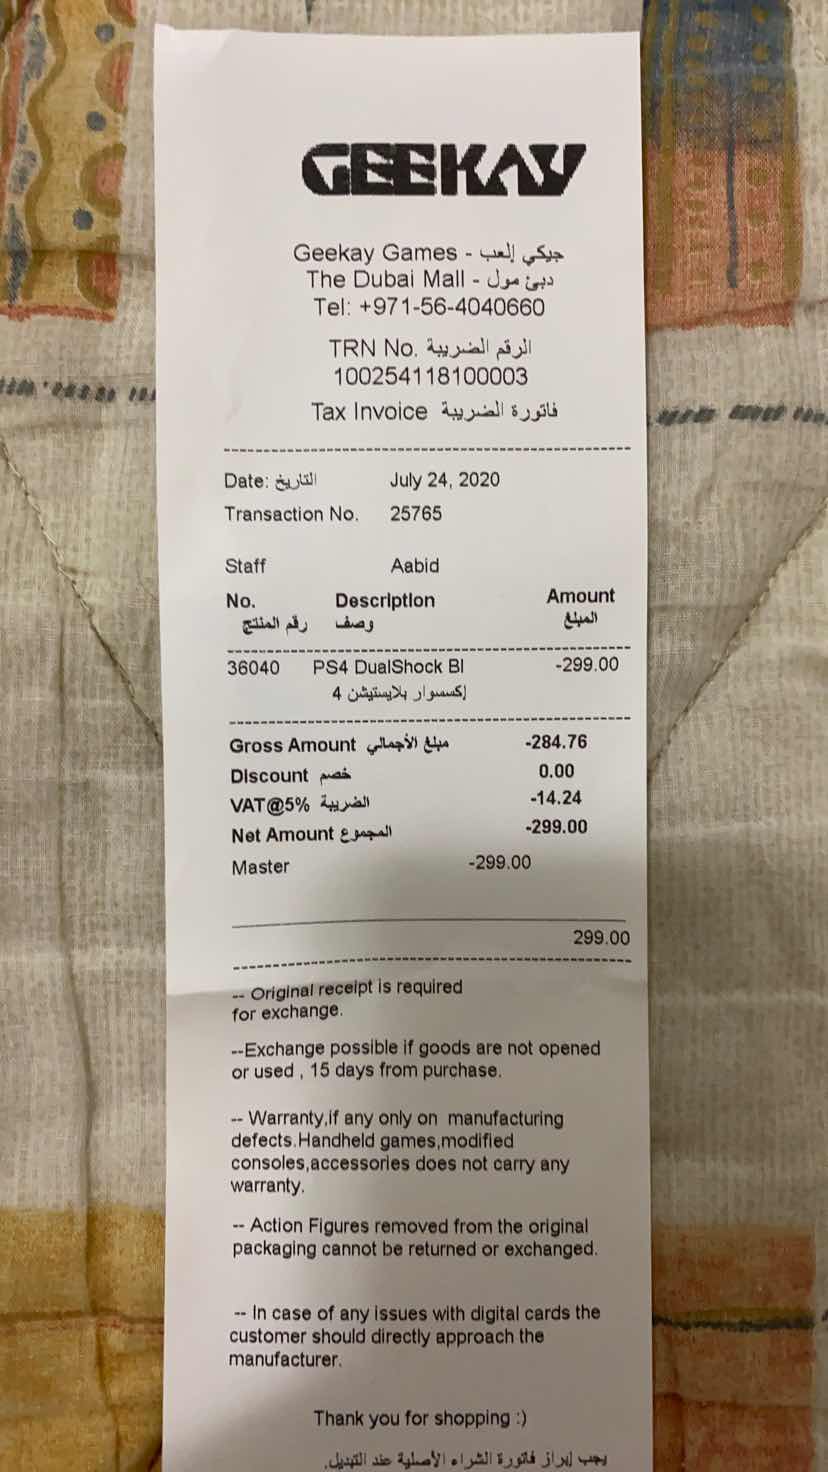 GEEKAY
Geekay Games - جيكي إلعب
The Dubai Mall - دبئ مول
Tel: +971-56-4040660
TRN No. الرقم الضريبة
100254118100003
Tax Invoice فاتورة الضريبة
Date: التاريخ July 24, 2020
Transaction No. 25765
Staff Aabid
No. Description Amount
رقم المنتج وصف المبلغ
36040 PS4 DualShock Bl -299.00
إكسسوار بلايستيشن 4
Gross Amount مبلغ الأجمالي -284.76
Discount خصم 0.00
VAT@5% الضريبة -14.24
Net Amount المجموع -299.00
Master -299.00
299.00
-- Original receipt is required
for exchange.
--Exchange possible if goods are not opened
or used , 15 days from purchase.
-- Warranty,if any only on manufacturing
defects.Handheld games,modified
consoles,accessories does not carry any
warranty.
-- Action Figures removed from the original
packaging cannot be returned or exchanged.
-- In case of any issues with digital cards the
customer should directly approach the
manufacturer.
Thank you for shopping :)
يجب إبراز فاتورة الشراء الأصلية عند التبديل.